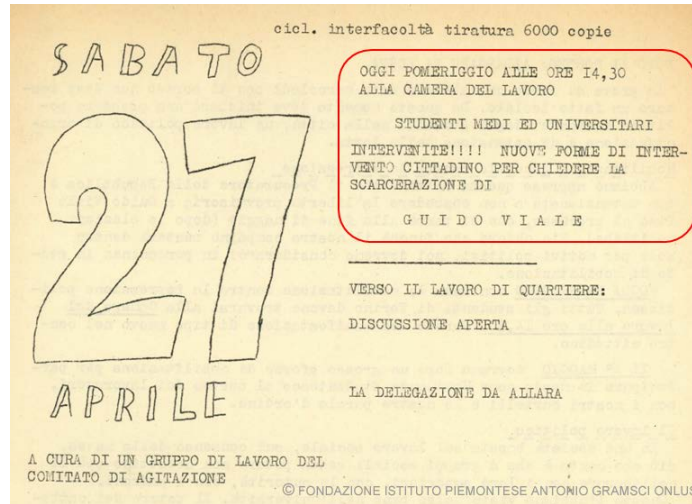 cicl. interfacoltà tiratura 6000 copie
SABATO
27
APRILE
A CURA DI UN GRUPPO DI LAVORO DEL
COMITATO DI AGITAZIONE
OGGI POMERIGGIO ALLE ORE I4,30
ALLA CAMERA DEL LAVORO
STUDENTI MEDI ED UNIVERSITARI
INTERVENITE!!!! NUOVE FORME DI INTER-
VENTO CITTADINO PER CHIEDERE LA
SCARCERAZIONE DI
GUIDO VIALE
VERSO IL LAVORO DI QUARTIERE:
DISCUSSIONE APERTA
LA DELEGAZIONE DA ALLARA
© FONDAZIONE ISTITUTO PIEMONTESE ANTONIO GRAMSCI ONLUS